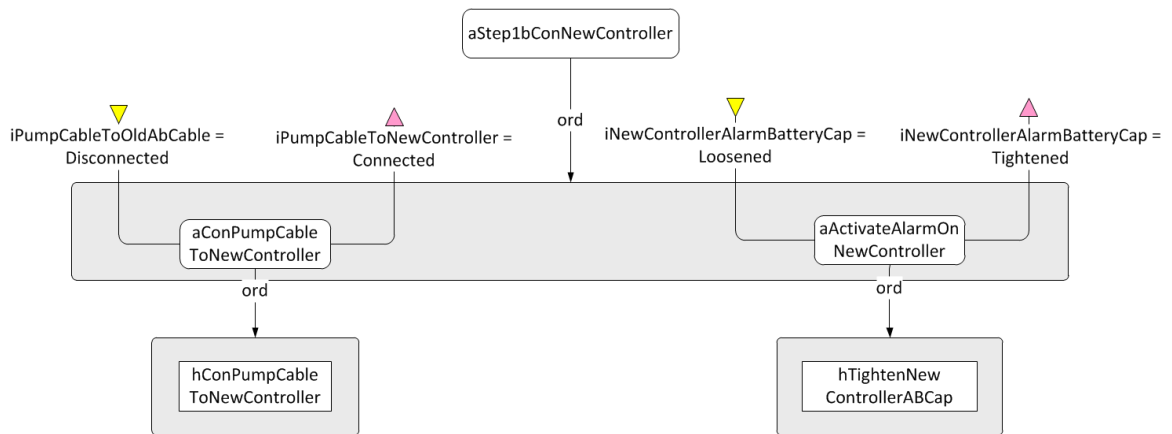 aStep1bConNewController
ord
iPumpCableToOldAbCable =
Disconnected
iPumpCableToNewController =
Connected
iNewControllerAlarmBatteryCap =
Loosened
iNewControllerAlarmBatteryCap =
Tightened
aConPumpCable
ToNewController
aActivateAlarmOn
NewController
ord
ord
hConPumpCable
ToNewController
hTightenNew
ControllerABCap